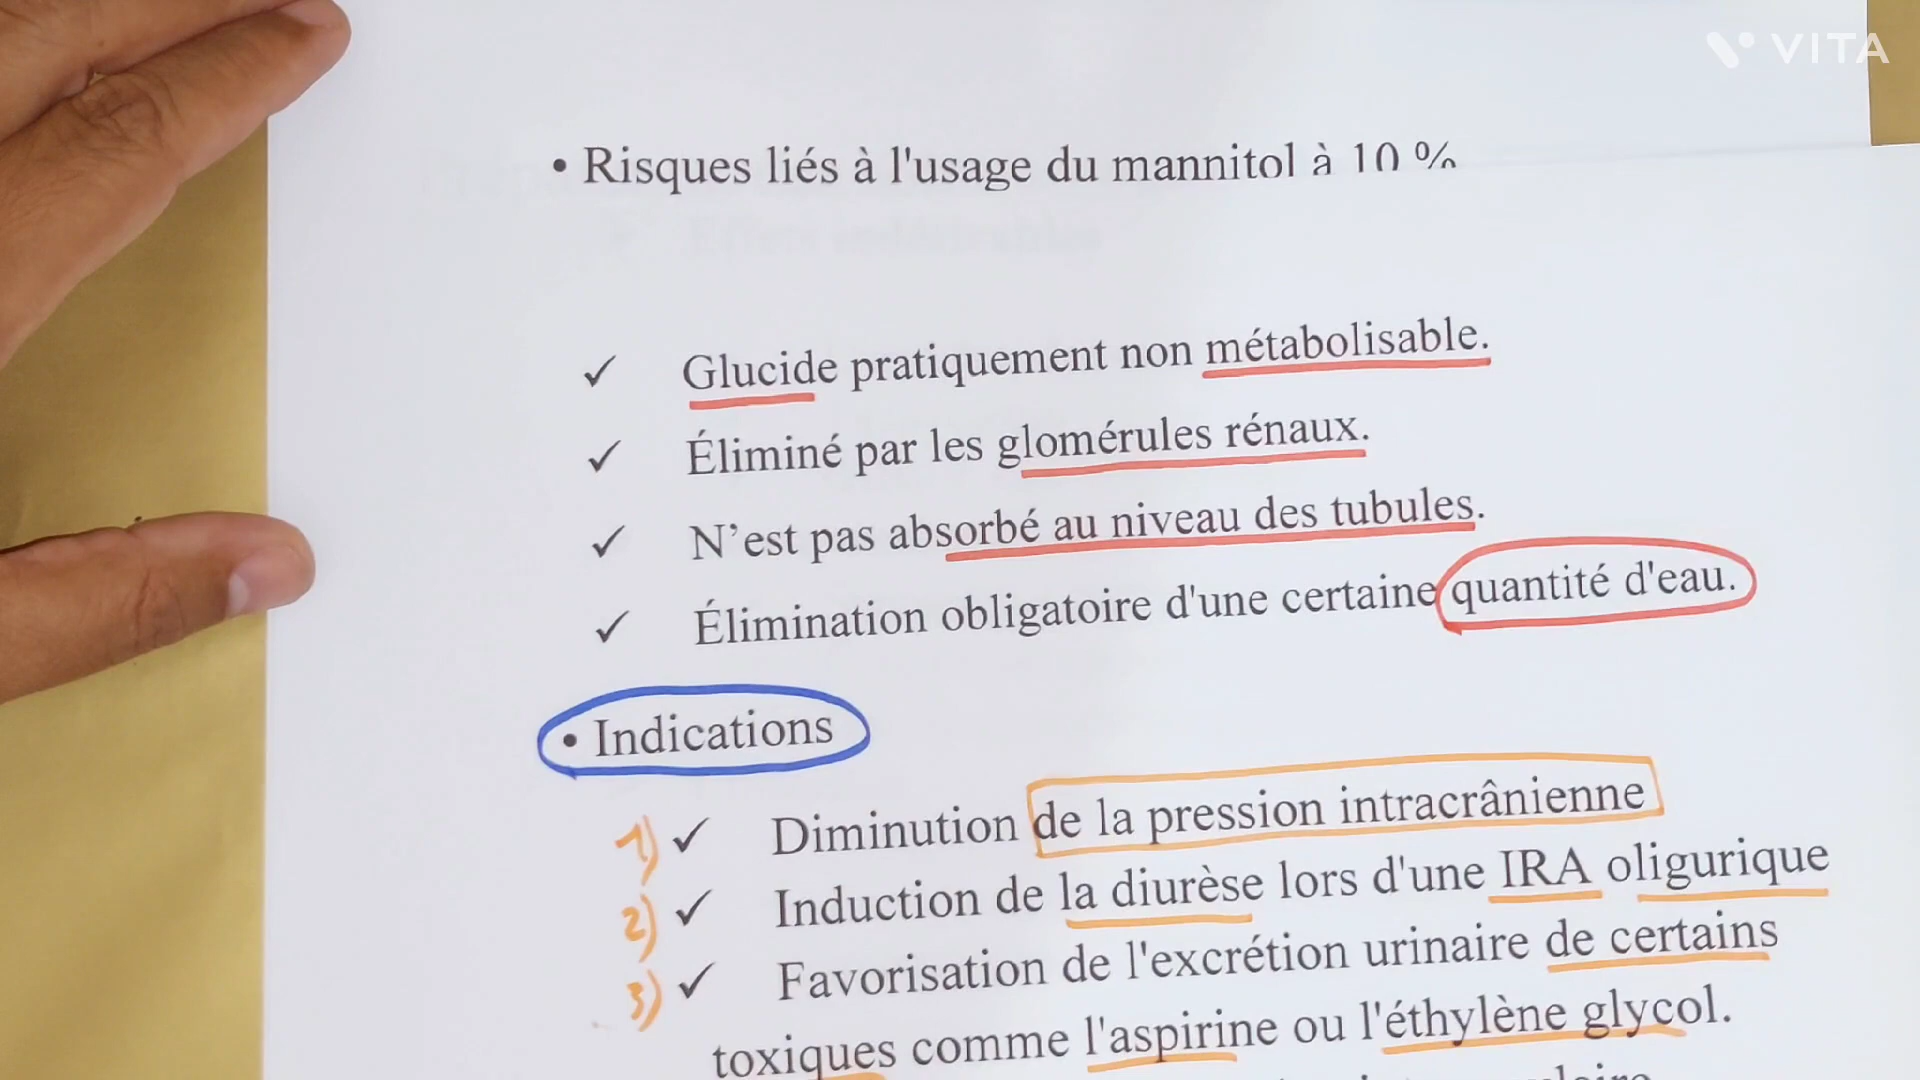 VITA
• Risques liés à l'usage du mannitol à 10 %
✓ Glucide pratiquement non métabolisable.
✓ Éliminé par les glomérules rénaux.
✓ N’est pas absorbé au niveau des tubules.
✓ Élimination obligatoire d'une certaine quantité d'eau.
• Indications
1) ✓ Diminution de la pression intracrânienne
2) ✓ Induction de la diurèse lors d'une IRA oligurique
3) ✓ Favorisation de l'excrétion urinaire de certains
toxiques comme l'aspirine ou l'éthylène glycol.